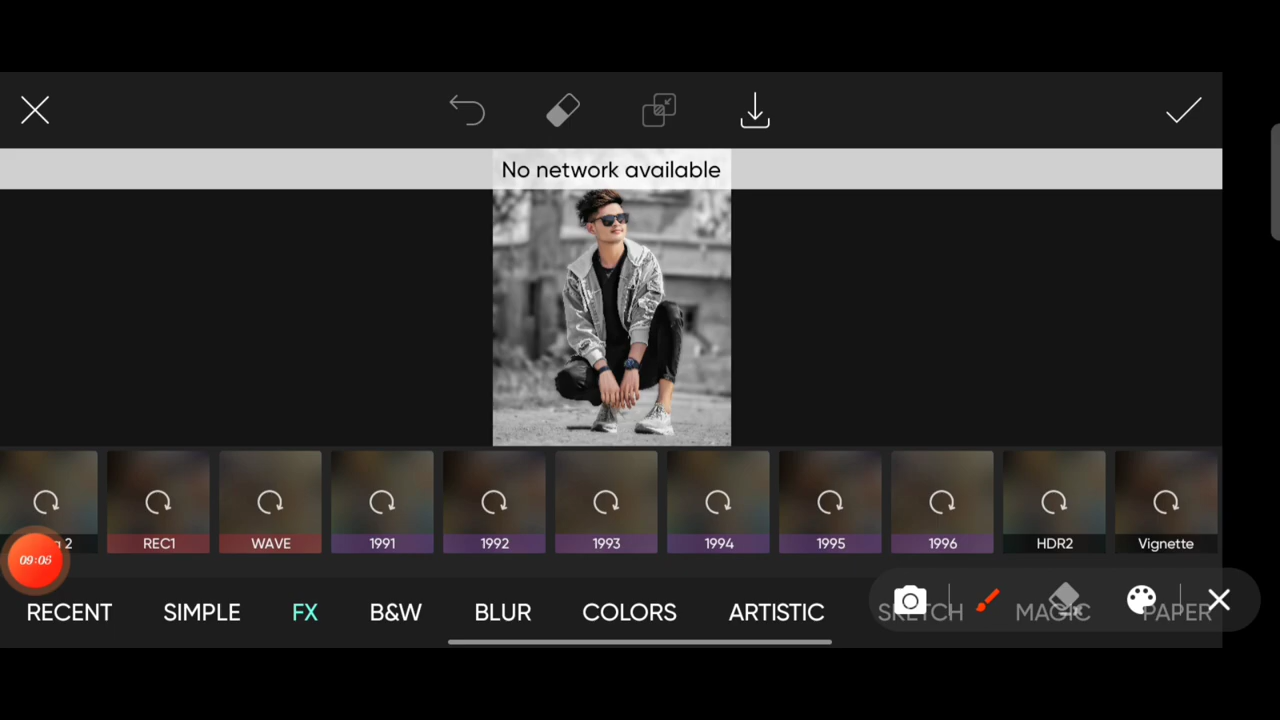 No network available
2
REC1
WAVE
1991
1992
1993
1994
1995
1996
HDR2
Vignette
09:06
RECENT
SIMPLE
FX
B&W
BLUR
COLORS
ARTISTIC
SKETCH
MAGIC
PAPER